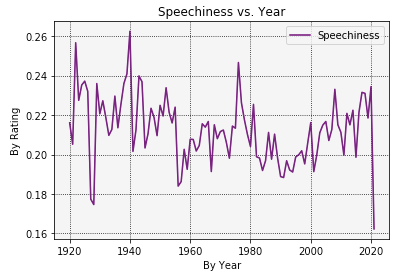 Speechiness vs. Year
Speechiness
By Rating
0.26
0.24
0.22
0.20
0.18
0.16
1920 1940 1960 1980 2000 2020
By Year